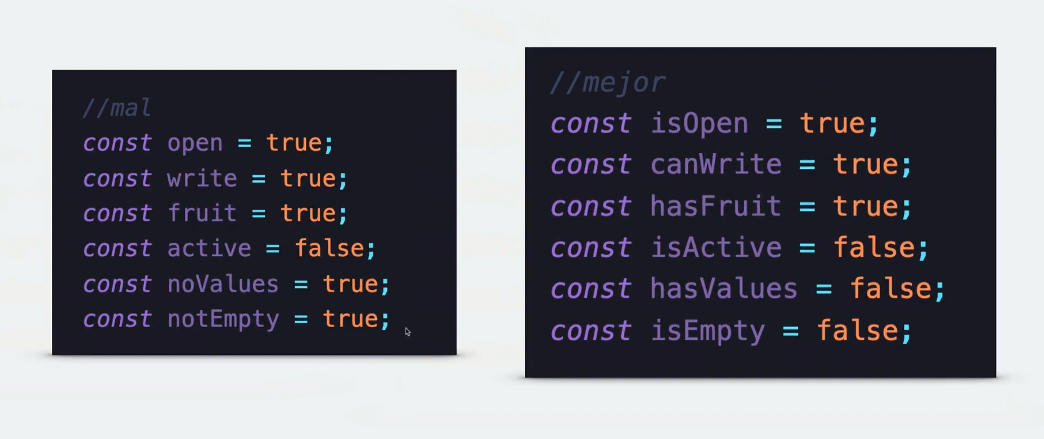 //mal
const open = true;
const write = true;
const fruit = true;
const active = false;
const noValues = true;
const notEmpty = true;
//mejor
const isOpen = true;
const canWrite = true;
const hasFruit = true;
const isActive = false;
const hasValues = false;
const isEmpty = false;